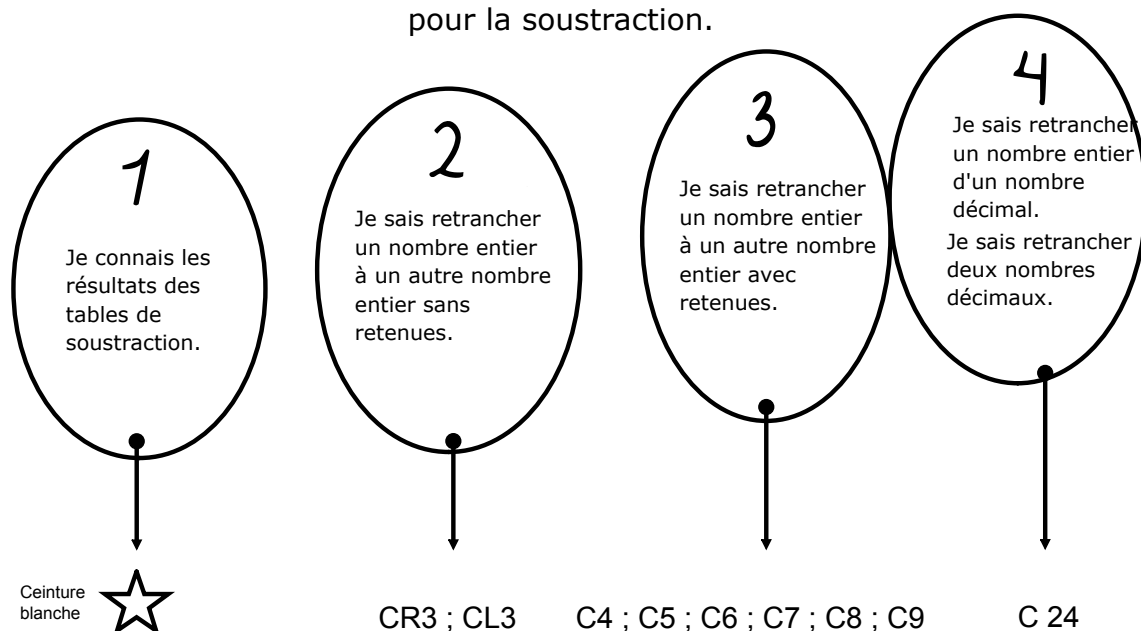 pour la soustraction.
1
Je connais les
résultats des
tables de
soustraction.
2
Je sais retrancher
un nombre entier
à un autre nombre
entier sans
retenues.
3
Je sais retrancher
un nombre entier
à un autre nombre
entier avec
retenues.
4
Je sais retrancher
un nombre entier
d'un nombre
décimal.
Je sais retrancher
deux nombres
décimaux.
Ceinture
blanche
CR3 ; CL3
C4 ; C5 ; C6 ; C7 ; C8 ; C9
C 24